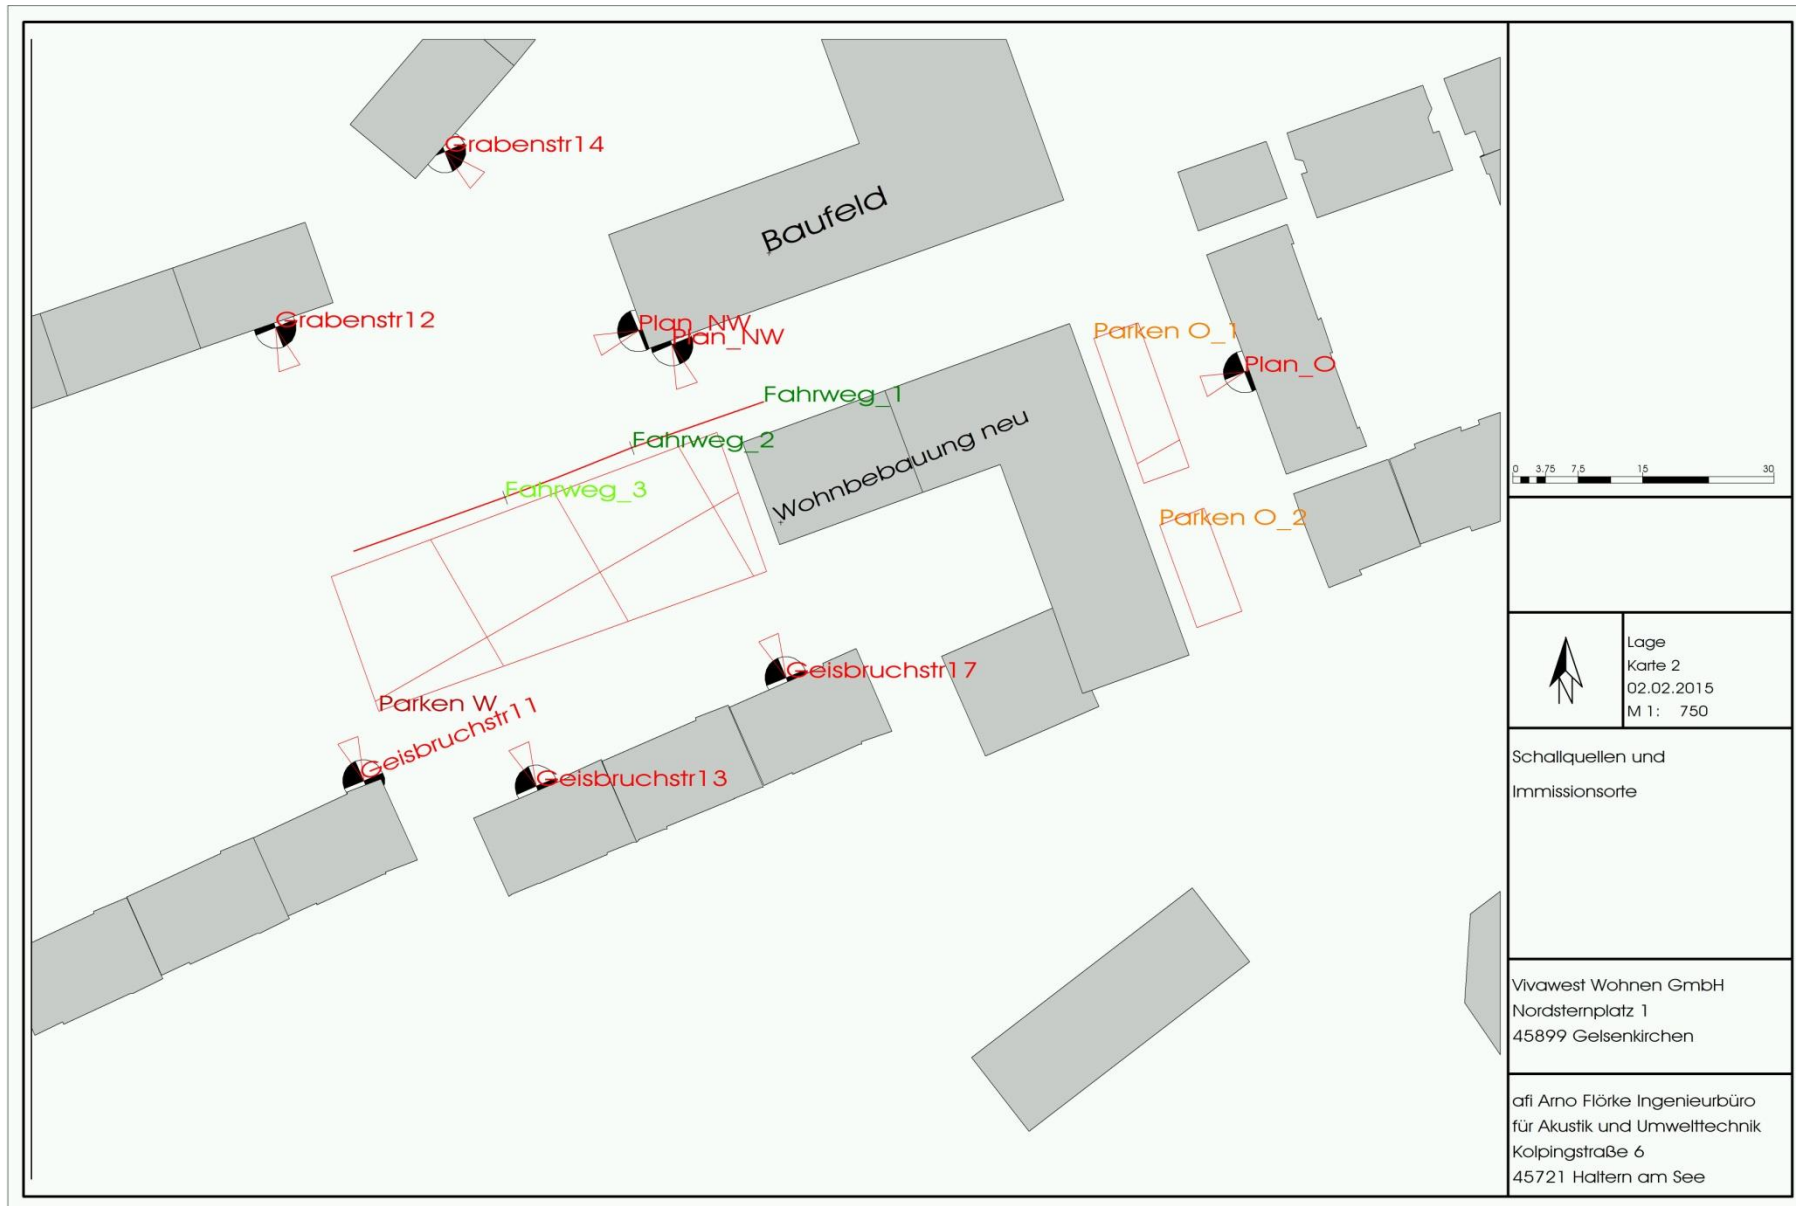 Grabenstr14
Baufeld
Grabenstr12
Plan_NW
Plan_NW
Parken O_1
Plan_O
Fahrweg_1
Fahrweg_2
Wohnbebauung neu
Fahrweg_3
Parken O_2
Geisbruchstr17
Parken W
Geisbruchstr11
Geisbruchstr13
0 3.75 7,5 15 30
Lage
Karte 2
02.02.2015
M 1: 750
Schallquellen und
Immissionsorte
Vivawest Wohnen GmbH
Nordsternplatz 1
45899 Gelsenkirchen
afi Arno Flörke Ingenieurbüro
für Akustik und Umwelttechnik
Kolpingstraße 6
45721 Haltern am See